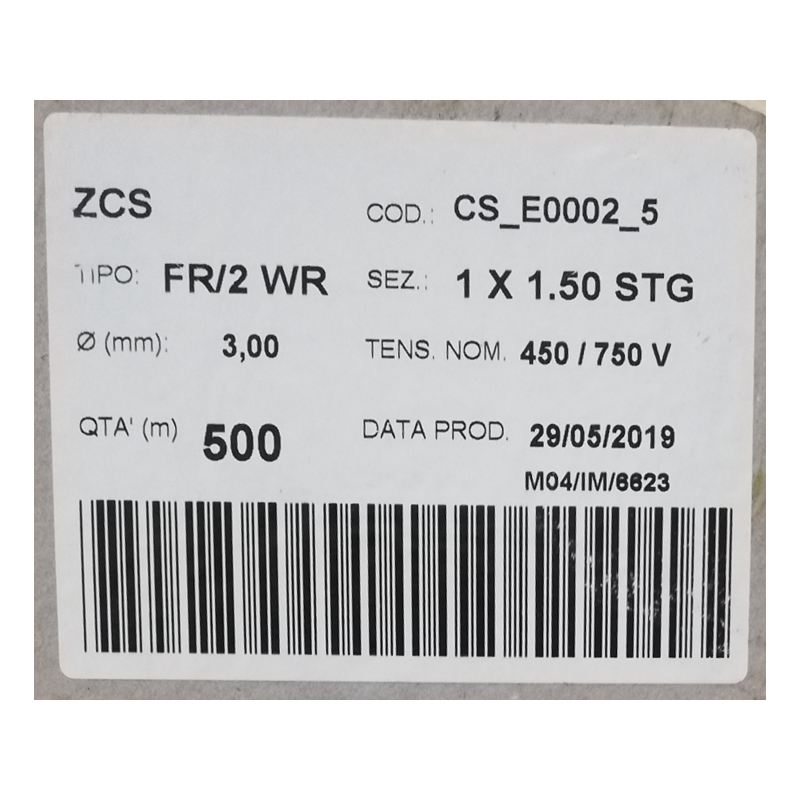 ZCS COD.: CS_E0002_5
TIPO: FR/2 WR SEZ.: 1 X 1.50 STG
Ø (mm): 3,00 TENS. NOM. 450 / 750 V
QTA' (m) 500 DATA PROD. 29/05/2019
M04/IM/6623